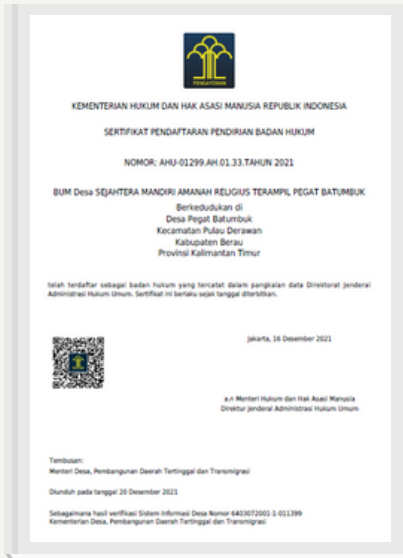 PENGAYOMAN
KEMENTERIAN HUKUM DAN HAK ASASI MANUSIA REPUBLIK INDONESIA
SERTIFIKAT PENDAFTARAN PENDIRIAN BADAN HUKUM
NOMOR: AHU-01299.AH.01.33.TAHUN 2021
BUM Desa SEJAHTERA MANDIRI AMANAH RELIGIUS TERAMPIL PEGAT BATUMBUK
Berkedudukan di
Desa Pegat Batumbuk
Kecamatan Pulau Derawan
Kabupaten Berau
Provinsi Kalimantan Timur
telah terdaftar sebagai badan hukum yang tercatat dalam pangkalan data Direktorat Jenderal
Administrasi Hukum Umum. Sertifikat ini berlaku sejak tanggal diterbitkan.
Jakarta, 16 Desember 2021
a.n Menteri Hukum dan Hak Asasi Manusia
Direktur Jenderal Administrasi Hukum Umum
Tembusan:
Menteri Desa, Pembangunan Daerah Tertinggal dan Transmigrasi
Diunduh pada tanggal 20 Desember 2021
Sebagaimana hasil verifikasi Sistem Informasi Desa Nomor 6403072001-1-011399
Kementerian Desa, Pembangunan Daerah Tertinggal dan Transmigrasi